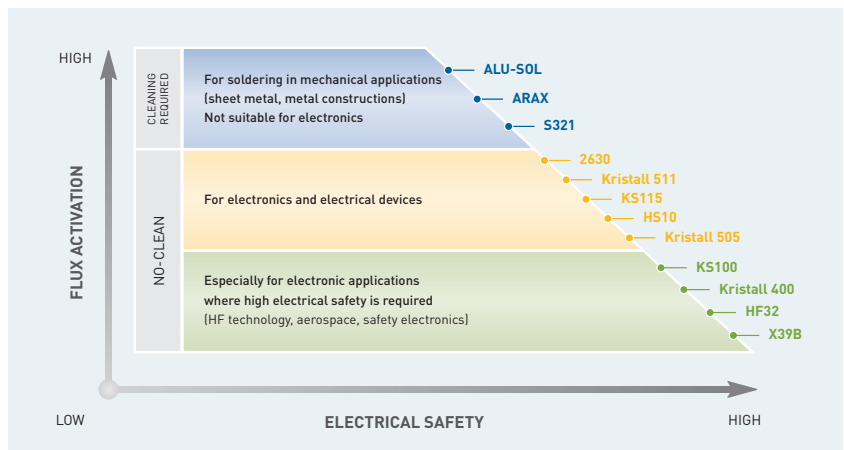 HIGH
CLEANING
REQUIRED
For soldering in mechanical applications
(sheet metal, metal constructions)
Not suitable for electronics
ALU-SOL
ARAX
S321
FLUX ACTIVATION
NO-CLEAN
For electronics and electrical devices
2630
Kristall 511
KS115
HS10
Kristall 505
Especially for electronic applications
where high electrical safety is required
(HF technology, aerospace, safety electronics)
KS100
Kristall 400
HF32
X39B
LOW
ELECTRICAL SAFETY
HIGH